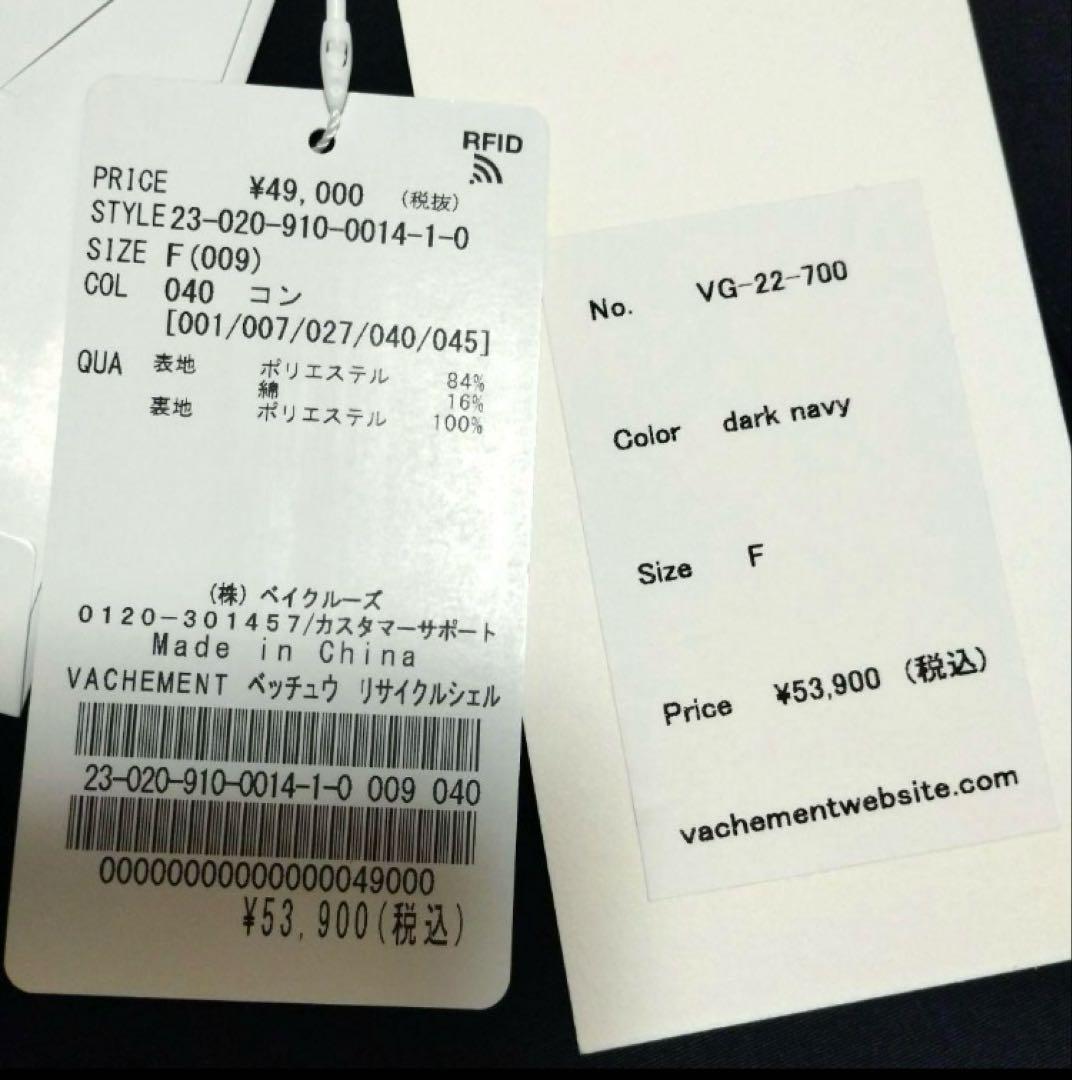 RFID
PRICE ¥49,000 (税抜)
STYLE 23-020-910-0014-1-0
SIZE F(009)
COL 040 コン
[001/007/027/040/045]
QUA 表地 ポリエステル 84%
綿 16%
裏地 ポリエステル 100%
(株) ベイクルーズ
0120-301457/カスタマーサポート
Made in China
VACHEMENT ベッチュウ リサイクルシェル
23-020-910-0014-1-0 009 040
00000000000000049000
¥53,900(税込)
No. VG-22-700
Color dark navy
Size F
Price ¥53,900 (税込)
vachementwebsite.com